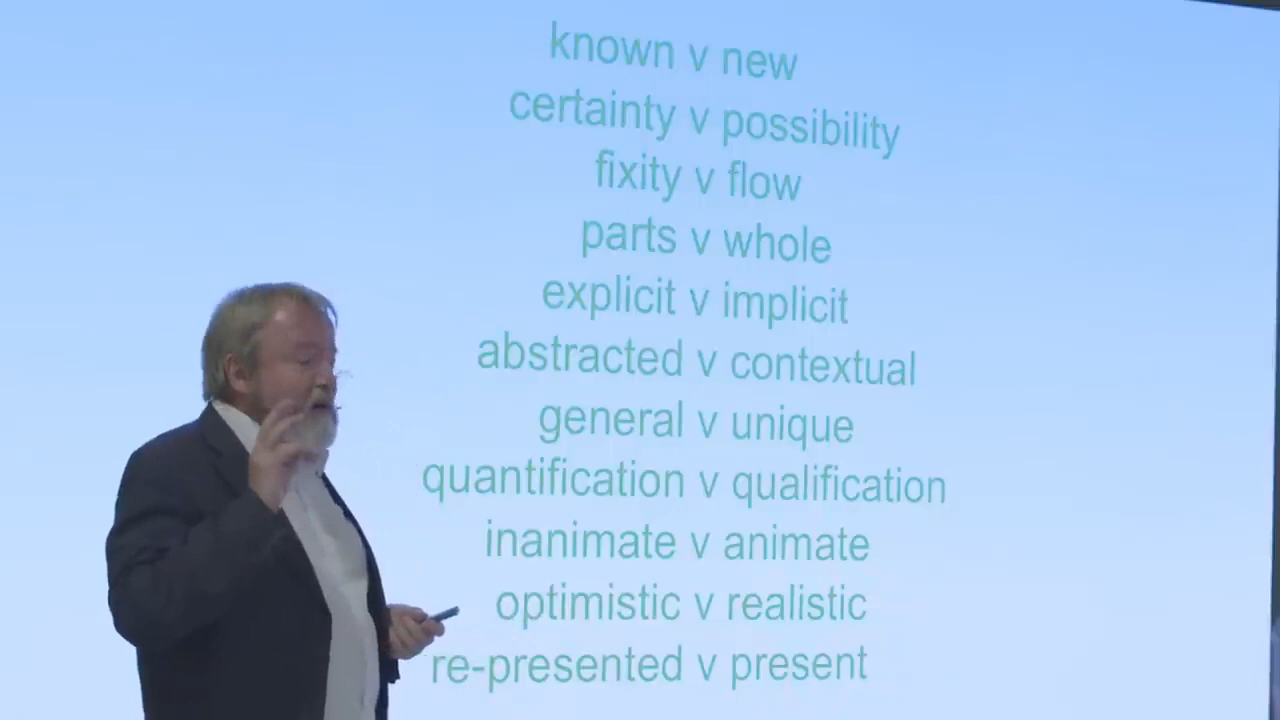 known v new
certainty v possibility
fixity v flow
parts v whole
explicit v implicit
abstracted v contextual
general v unique
quantification v qualification
inanimate v animate
optimistic v realistic
re-presented v present